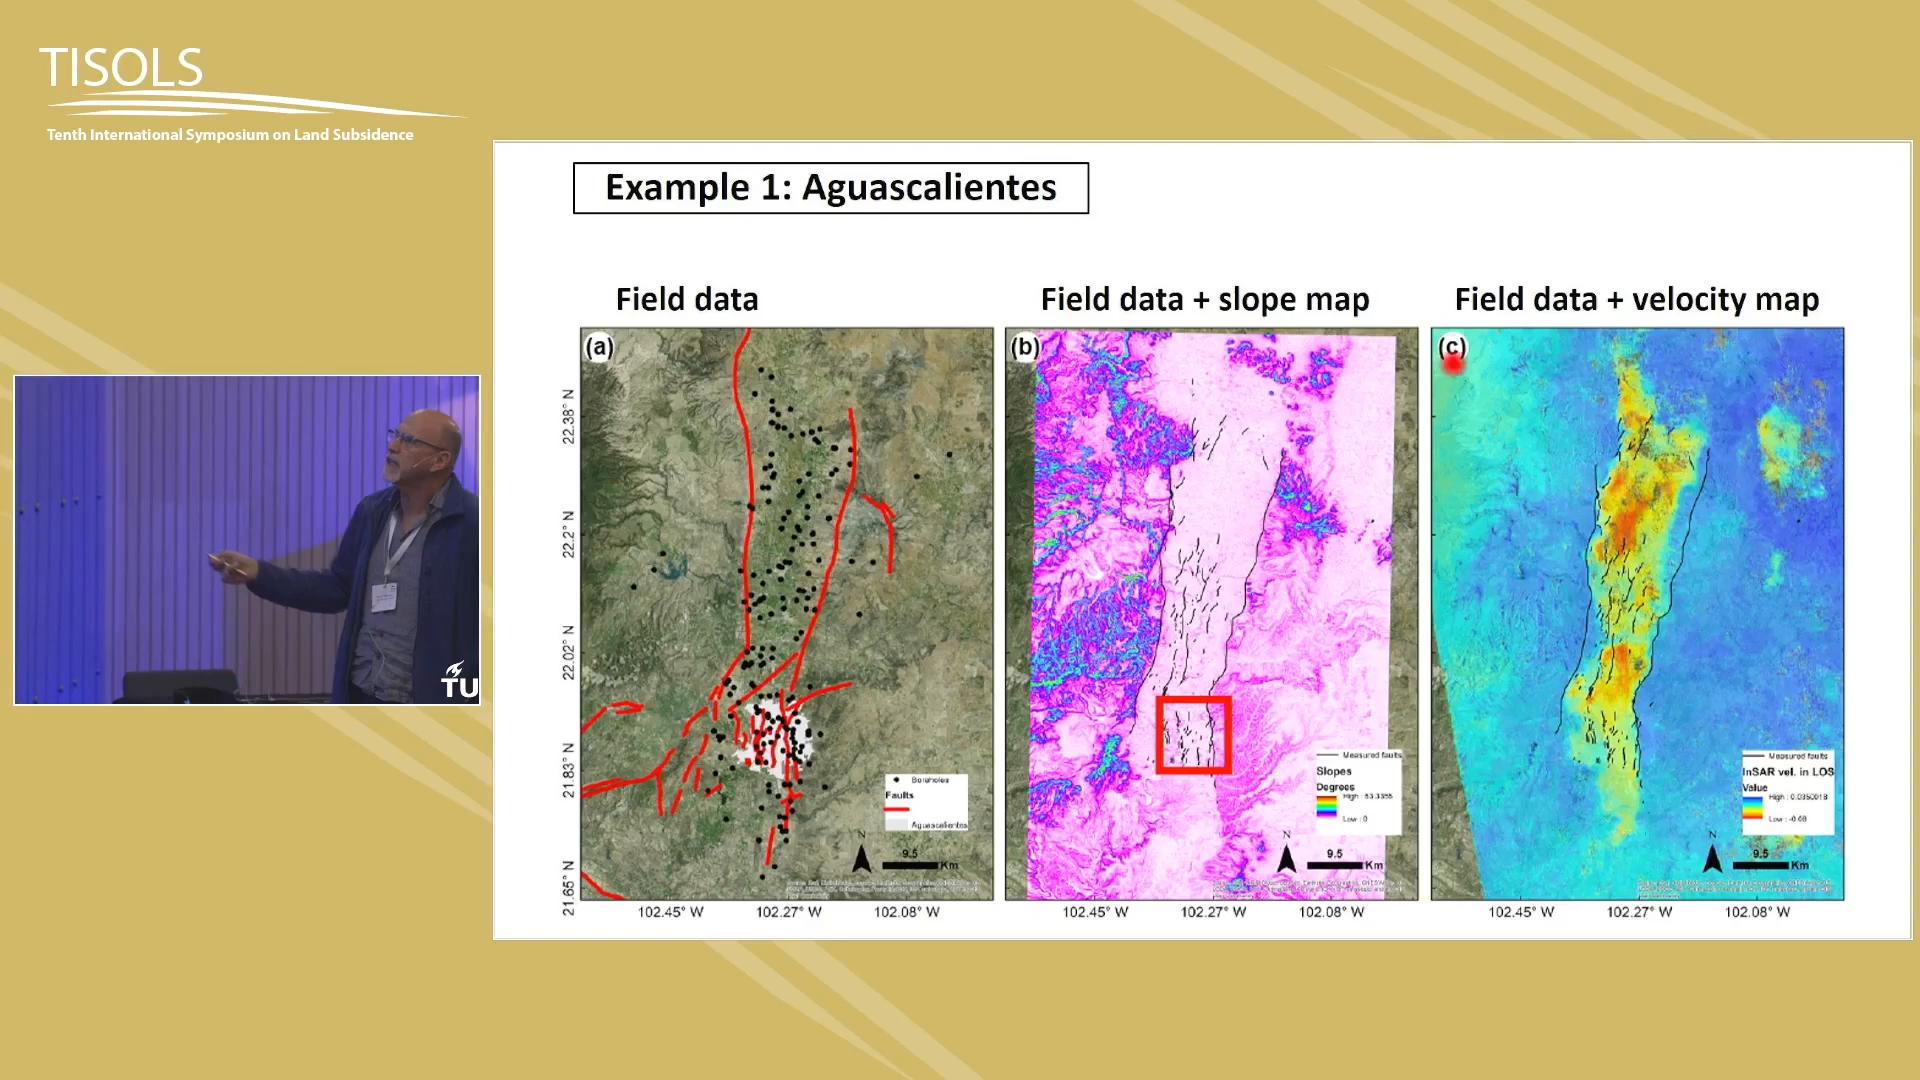 TISOLS
Tenth International Symposium on Land Subsidence
Example 1: Aguascalientes
Field data
Field data + slope map
Field data + velocity map
(a)
(b)
(c)
22.38° N
22.2° N
22.02° N
21.83° N
21.65° N
Boreholes
Faults
Aguascalientes
N
9.5
Km
Measured faults
Slopes
Degrees
Low : 0
N
9.5
Km
Measured faults
InSAR vel. in LOS
Value
High : 0.0350018
Low : -0.08
N
9.5
Km
102.45° W
102.27° W
102.08° W
102.45° W
102.27° W
102.08° W
102.45° W
102.27° W
102.08° W
TU